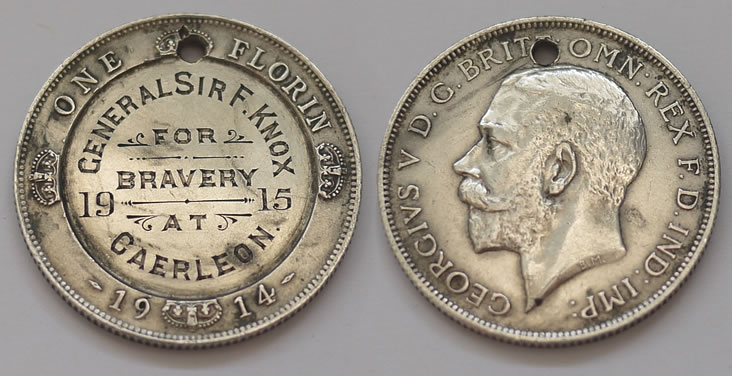 ONE FLORIN
GENERAL SIR F. KNOX
FOR
BRAVERY
19 15
AT
CAERLEON.
1914
GEORGIVS V D.G. BRITT OMN: REX F.D. IND: IMP: